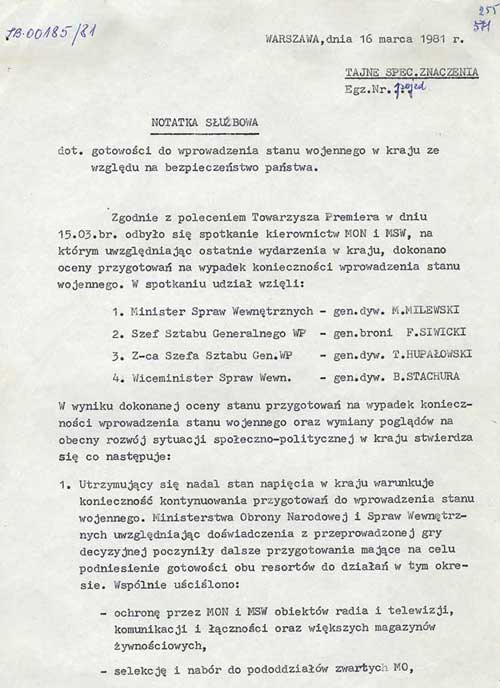 JB-00185/81
255
571
WARSZAWA,dnia 16 marca 1981 r.
TAJNE SPEC.ZNACZENIA
Egz.Nr. pojed.
NOTATKA SŁUŻBOWA
dot. gotowości do wprowadzenia stanu wojennego w kraju ze
względu na bezpieczeństwo państwa.
Zgodnie z poleceniem Towarzysza Premiera w dniu
15.03.br. odbyło się spotkanie kierownictw MON i MSW, na
którym uwzględniając ostatnie wydarzenia w kraju, dokonano
oceny przygotowań na wypadek konieczności wprowadzenia stanu
wojennego. W spotkaniu udział wzięli:
1. Minister Spraw Wewnętrznych - gen.dyw. M.MILEWSKI
2. Szef Sztabu Generalnego WP - gen.broni F.SIWICKI
3. Z-ca Szefa Sztabu Gen.WP - gen.dyw. T.HUPAŁOWSKI
4. Wiceminister Spraw Wewn. - gen.dyw. B.STACHURA
W wyniku dokonanej oceny stanu przygotowań na wypadek koniecz-
ności wprowadzenia stanu wojennego oraz wymiany poglądów na
obecny rozwój sytuacji społeczno-politycznej w kraju stwierdza
się co następuje:
1. Utrzymujący się nadal stan napięcia w kraju warunkuje
konieczność kontynuowania przygotowań do wprowadzenia stanu
wojennego. Ministerstwa Obrony Narodowej i Spraw Wewnętrz-
nych uwzględniając doświadczenia z przeprowadzonej gry
decyzyjnej poczyniły dalsze przygotowania mające na celu
podniesienie gotowości obu resortów do działań w tym okre-
sie. Wspólnie uściślono:
- ochronę przez MON i MSW obiektów radia i telewizji,
komunikacji i łączności oraz większych magazynów
żywnościowych,
- selekcję i nabór do pododdziałów zwartych MO,